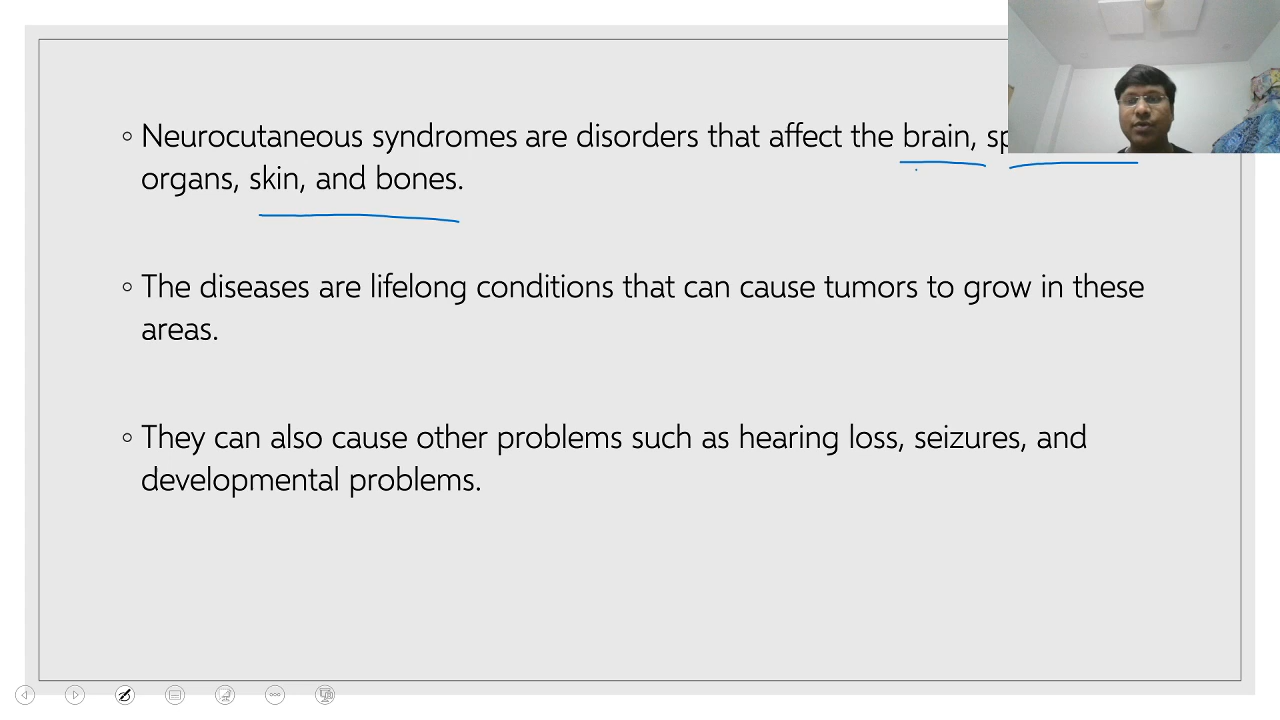 ◦ Neurocutaneous syndromes are disorders that affect the brain,
organs, skin, and bones.
◦ The diseases are lifelong conditions that can cause tumors to grow in these
areas.
◦ They can also cause other problems such as hearing loss, seizures, and
developmental problems.